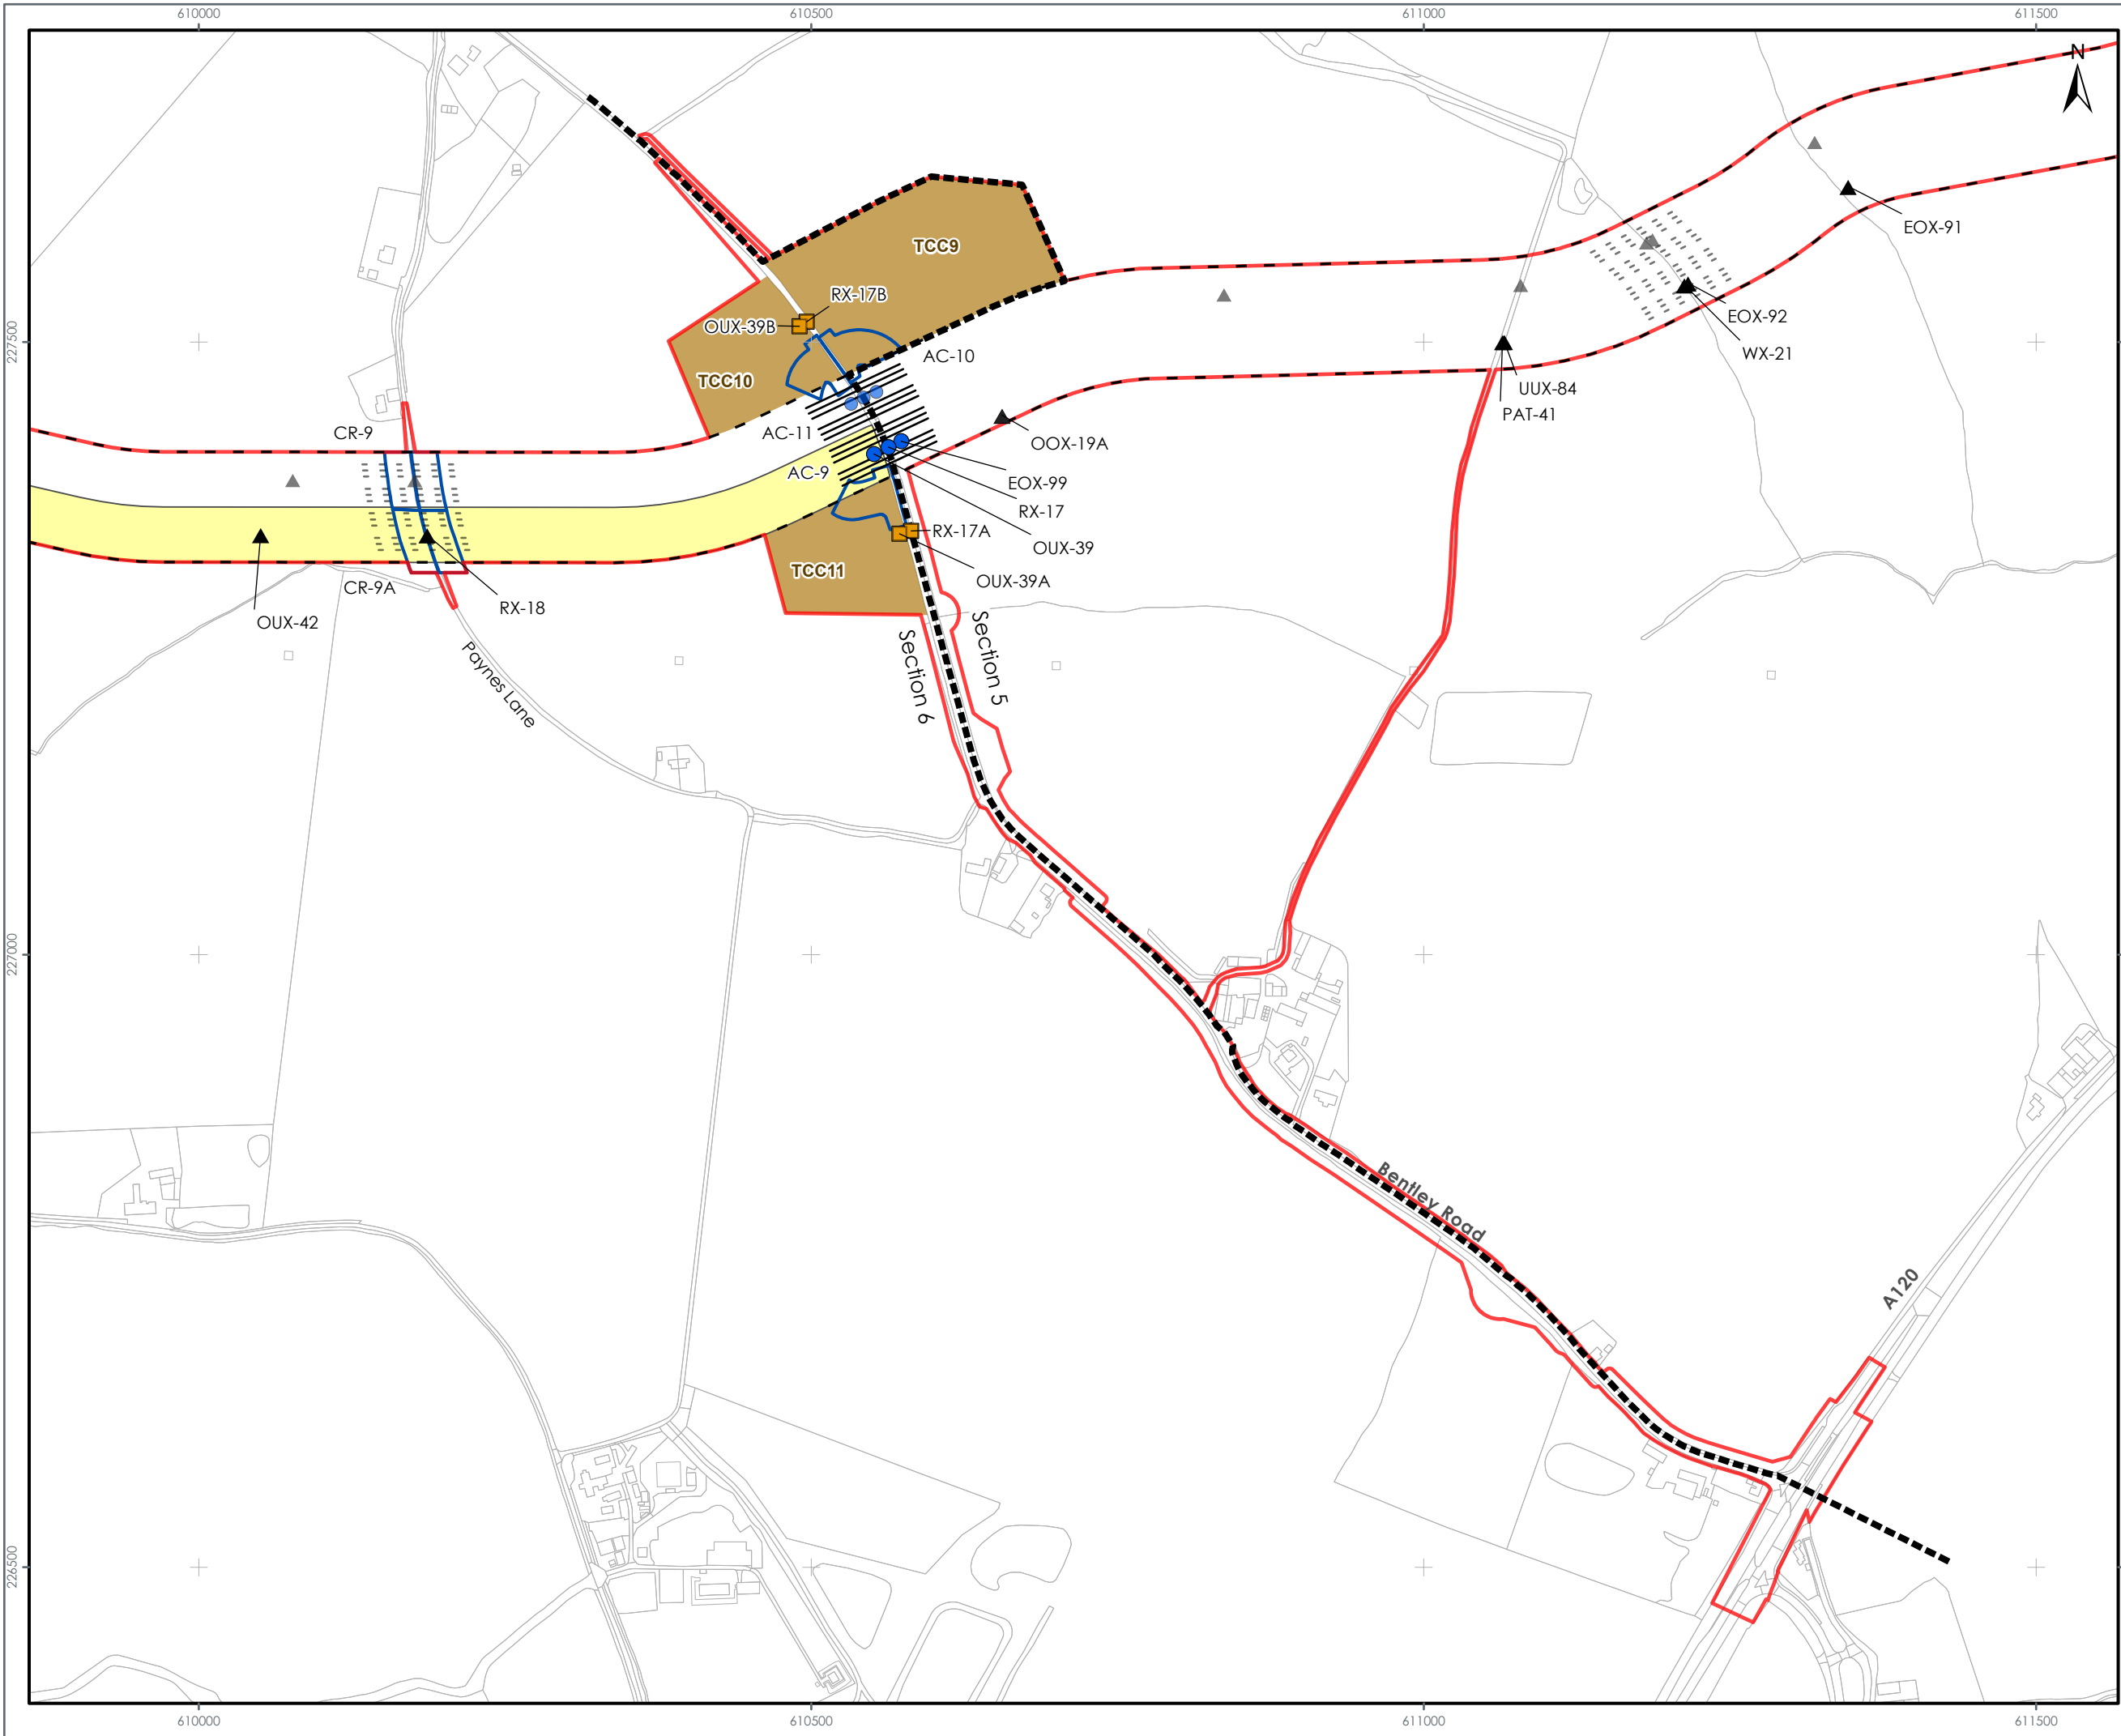 610000
610500
611000
611500
N
TCC9
EOX-91
RX-17B
EOX-92
OUX-39B
227500
WX-21
AC-10
TCC10
UUX-84
PAT-41
CR-9
AC-11
OOX-19A
AC-9
EOX-99
RX-17
RX-17A
OUX-39
TCC11
OUX-39A
CR-9A
RX-18
OUX-42
Section 5
Section 6
Paynes Lane
227000
Bentley Road
A120
226500
610000
610500
611000
611500